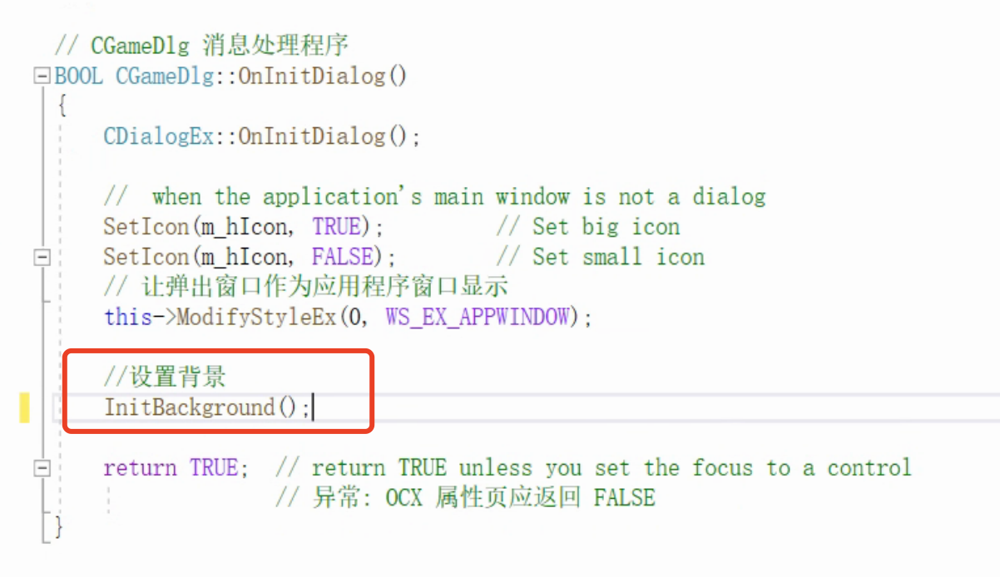 // CGameDlg 消息处理程序
BOOL CGameDlg::OnInitDialog()
{
CDialogEx::OnInitDialog();
//  when the application's main window is not a dialog
SetIcon(m_hIcon, TRUE);         // Set big icon
SetIcon(m_hIcon, FALSE);        // Set small icon
// 让弹出窗口作为应用程序窗口显示
this->ModifyStyleEx(0, WS_EX_APPWINDOW);
//设置背景
InitBackground();
return TRUE;  // return TRUE unless you set the focus to a control
// 异常: OCX 属性页应返回 FALSE
}